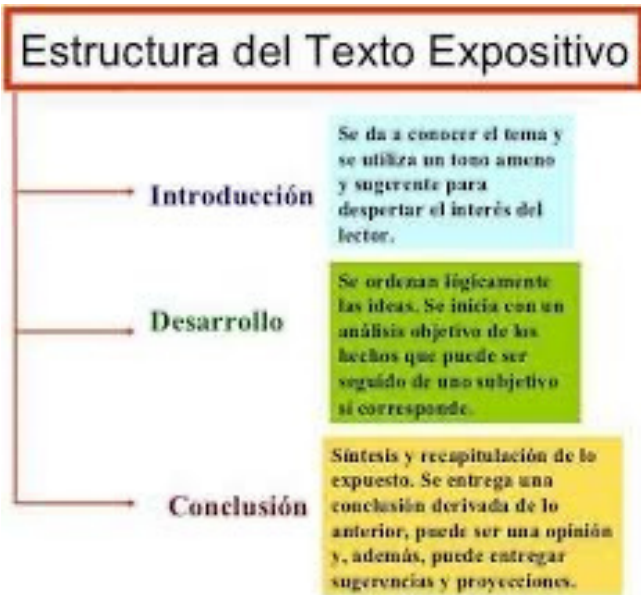 Estructura del Texto Expositivo
Introducción
Se da a conocer el tema y
se utiliza un tono ameno
y sugerente para
despertar el interés del
lector.
Desarrollo
Se ordenan lógicamente
las ideas. Se inicia con un
análisis objetivo de los
hechos que puede ser
seguido de uno subjetivo
si corresponde.
Conclusión
Síntesis y recapitulación de lo
expuesto. Se entrega una
conclusión derivada de lo
anterior, puede ser una opinión
y, además, puede entregar
sugerencias y proyecciones.